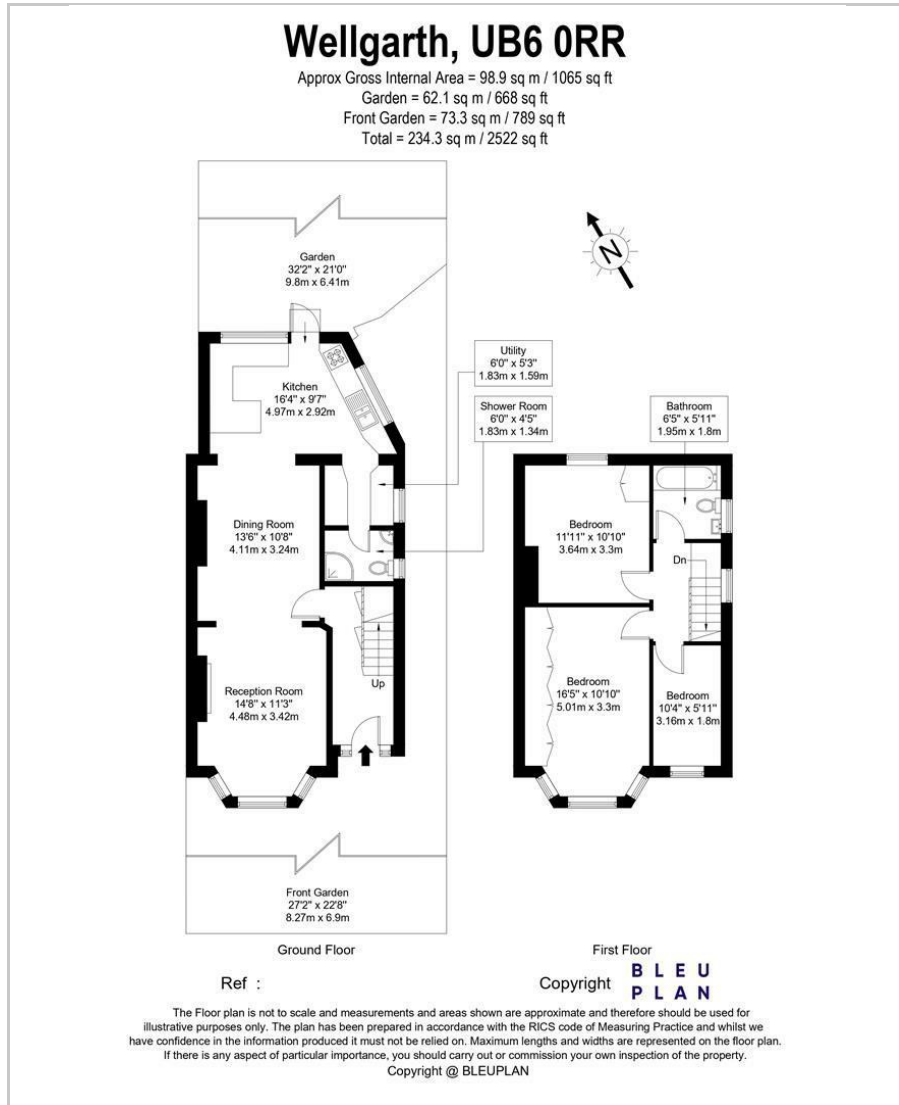 Wellgarth, UB6 0RR
Approx Gross Internal Area = 98.9 sq m / 1065 sq ft
Garden = 62.1 sq m / 668 sq ft
Front Garden = 73.3 sq m / 789 sq ft
Total = 234.3 sq m / 2522 sq ft
N
Garden
32'2" x 21'0"
9.8m x 6.41m
Utility
6'0" x 5'3"
1.83m x 1.59m
Kitchen
16'4" x 9'7"
4.97m x 2.92m
Shower Room
6'0" x 4'5"
1.83m x 1.34m
Bathroom
6'5" x 5'11"
1.95m x 1.8m
Dining Room
13'6" x 10'8"
4.11m x 3.24m
Bedroom
11'11" x 10'10"
3.64m x 3.3m
Dn
Up
Reception Room
14'8" x 11'3"
4.48m x 3.42m
Bedroom
16'5" x 10'10"
5.01m x 3.3m
Bedroom
10'4" x 5'11"
3.16m x 1.8m
Front Garden
27'2" x 22'8"
8.27m x 6.9m
Ground Floor
First Floor
Ref :
Copyright
BLEU
PLAN
The Floor plan is not to scale and measurements and areas shown are approximate and therefore should be used for
illustrative purposes only. The plan has been prepared in accordance with the RICS code of Measuring Practice and whilst we
have confidence in the information produced it must not be relied on. Maximum lengths and widths are represented on the floor plan.
If there is any aspect of particular importance, you should carry out or commission your own inspection of the property.
Copyright @ BLEUPLAN